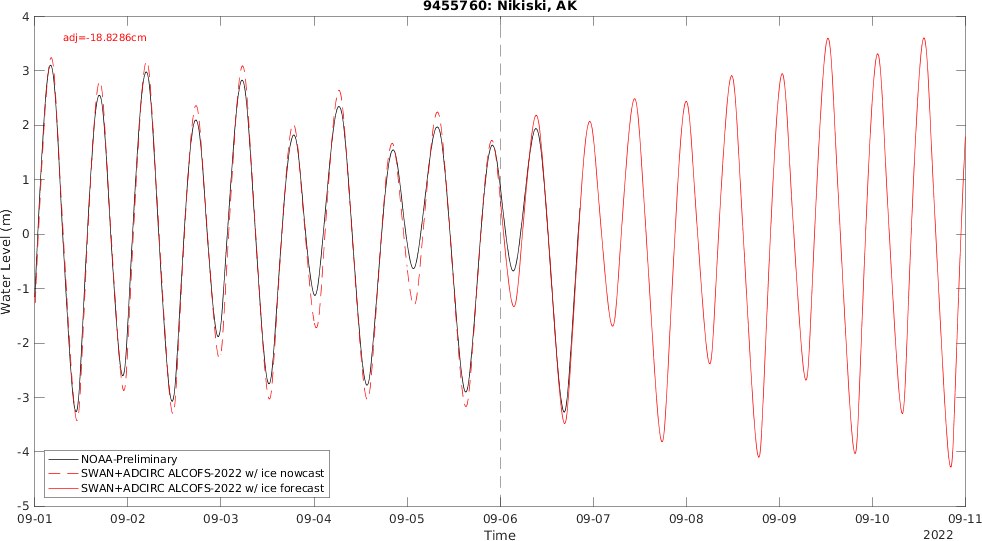 9455760: Nikiski, AK
adj=-18.8286cm
4
3
2
1
0
-1
-2
-3
-4
-5
Water Level (m)
NOAA-Preliminary
SWAN+ADCIRC ALCOFS-2022 w/ ice nowcast
SWAN+ADCIRC ALCOFS-2022 w/ ice forecast
09-01 09-02 09-03 09-04 09-05 09-06 09-07 09-08 09-09 09-10 09-11
Time
2022